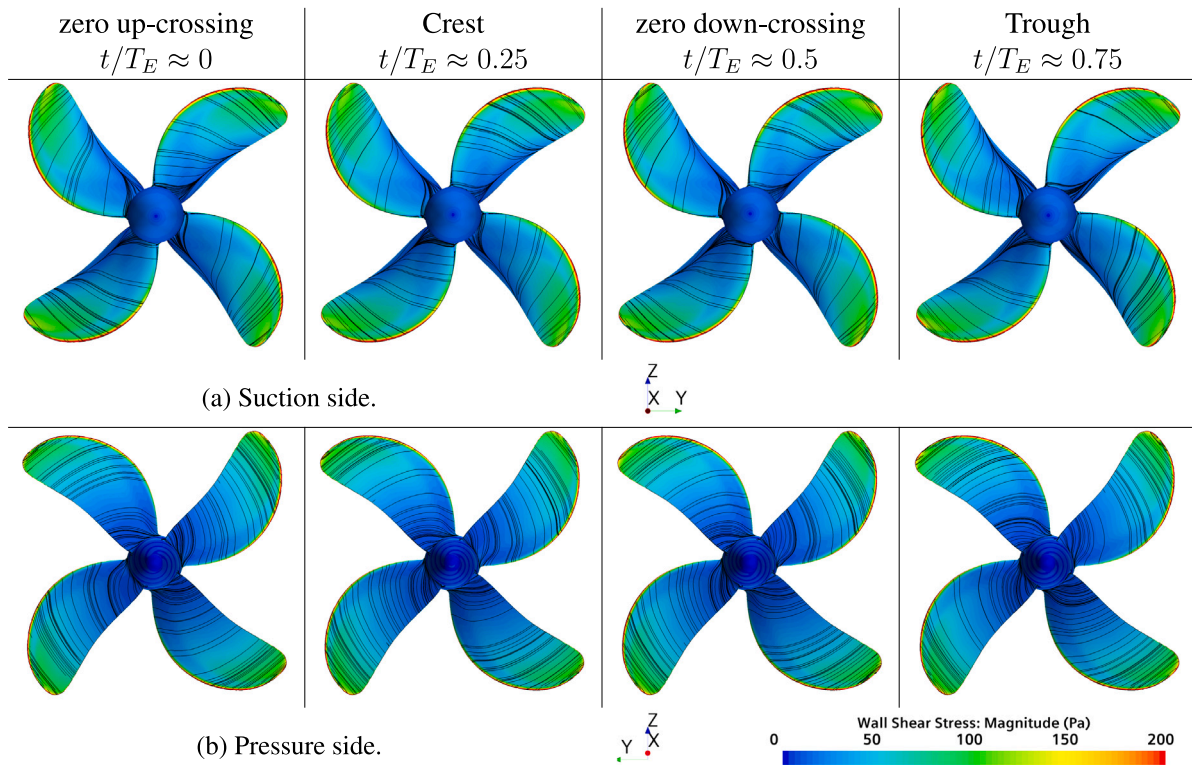 zero up-crossing Crest zero down-crossing Trough
t/T_E ≈ 0 t/T_E ≈ 0.25 t/T_E ≈ 0.5 t/T_E ≈ 0.75
(a) Suction side.
Z
X Y
(b) Pressure side.
Z
X
Y
Wall Shear Stress: Magnitude (Pa)
0 50 100 150 200